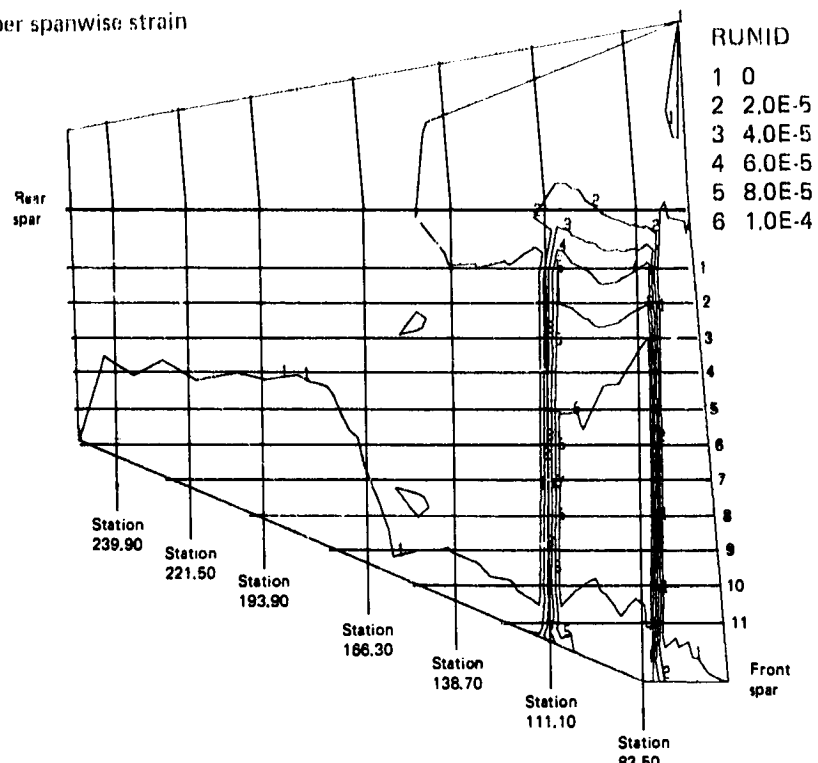 per spanwise strain
RUNID
1 0
2 2.0E-5
3 4.0E-5
4 6.0E-5
5 8.0E-5
6 1.0E-4
Rear
spar
1
2
3
4
5
6
7
8
9
10
11
Station
239.90
Station
221.50
Station
193.90
Station
166.30
Station
138.70
Station
111.10
Station
Front
spar